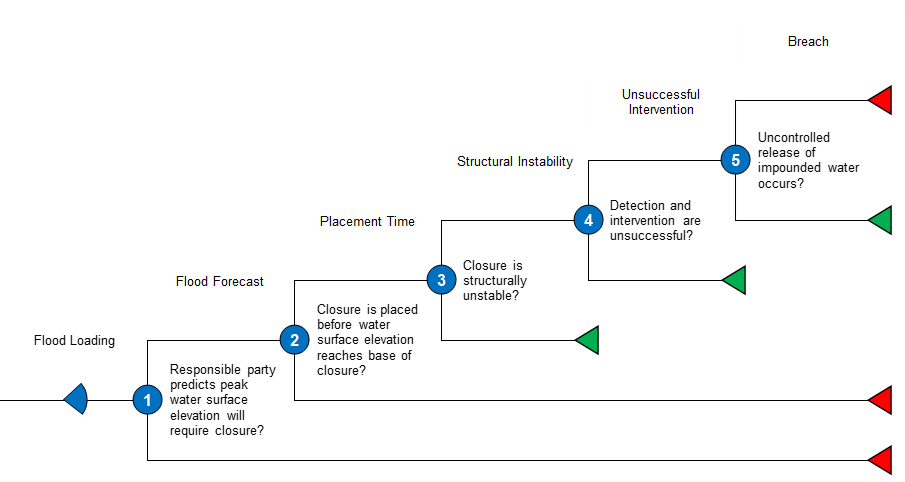 Breach
Unsuccessful
Intervention
Uncontrolled
release of
impounded water
occurs?
5
Structural Instability
Detection and
intervention are
unsuccessful?
4
Placement Time
Closure is
structurally
unstable?
3
Flood Forecast
Closure is placed
before water
surface elevation
reaches base of
closure?
2
Flood Loading
Responsible party
predicts peak
water surface
elevation will
require closure?
1